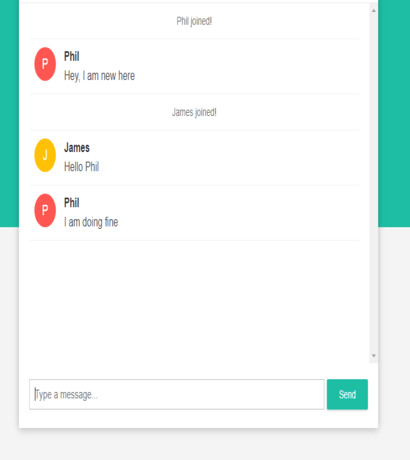 Phil joined!
P
Phil
Hey, I am new here
James joined!
J
James
Hello Phil
P
Phil
I am doing fine
Type a message...
Send